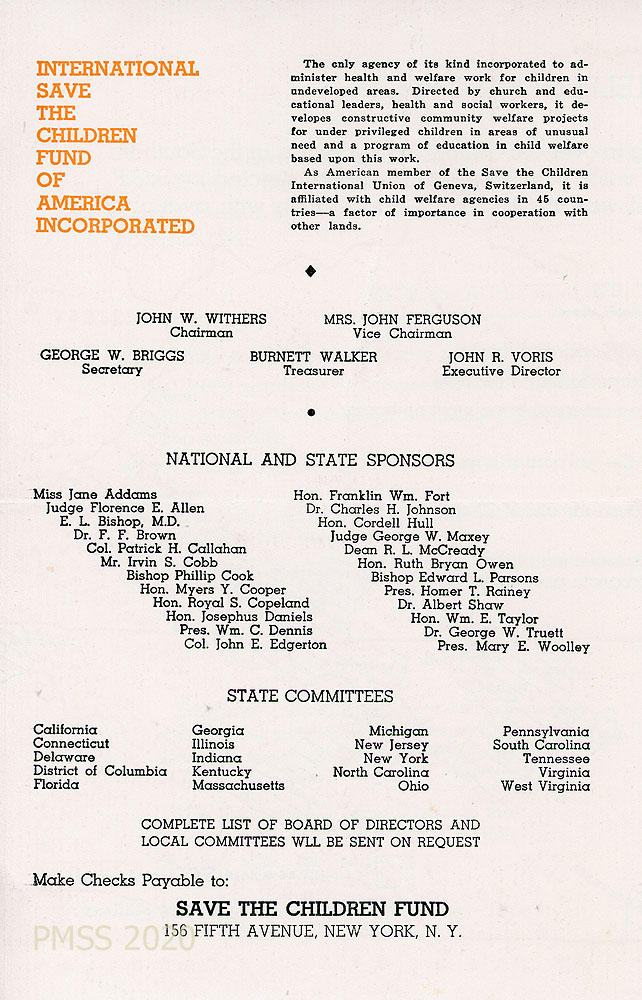 INTERNATIONAL
SAVE
THE
CHILDREN
FUND
OF
AMERICA
INCORPORATED
The only agency of its kind incorporated to ad-
minister health and welfare work for children in
undeveloped areas. Directed by church and edu-
cational leaders, health and social workers, it de-
velopes constructive community welfare projects
for under privileged children in areas of unusual
need and a program of education in child welfare
based upon this work.
As American member of the Save the Children
International Union of Geneva, Switzerland, it is
affiliated with child welfare agencies in 45 coun-
tries—a factor of importance in cooperation with
other lands.
JOHN W. WITHERS
Chairman
MRS. JOHN FERGUSON
Vice Chairman
GEORGE W. BRIGGS
Secretary
BURNETT WALKER
Treasurer
JOHN R. VORIS
Executive Director
NATIONAL AND STATE SPONSORS
Miss Jane Addams
Judge Florence E. Allen
E. L. Bishop, M.D.
Dr. F. F. Brown
Col. Patrick H. Callahan
Mr. Irvin S. Cobb
Bishop Phillip Cook
Hon. Myers Y. Cooper
Hon. Royal S. Copeland
Hon. Josephus Daniels
Pres. Wm. C. Dennis
Col. John E. Edgerton
Hon. Franklin Wm. Fort
Dr. Charles H. Johnson
Hon. Cordell Hull
Judge George W. Maxey
Dean R. L. McCready
Hon. Ruth Bryan Owen
Bishop Edward L. Parsons
Pres. Homer T. Rainey
Dr. Albert Shaw
Hon. Wm. E. Taylor
Dr. George W. Truett
Pres. Mary E. Woolley
STATE COMMITTEES
California
Connecticut
Delaware
District of Columbia
Florida
Georgia
Illinois
Indiana
Kentucky
Massachusetts
Michigan
New Jersey
New York
North Carolina
Ohio
Pennsylvania
South Carolina
Tennessee
Virginia
West Virginia
COMPLETE LIST OF BOARD OF DIRECTORS AND
LOCAL COMMITTEES WLL BE SENT ON REQUEST
Make Checks Payable to:
SAVE THE CHILDREN FUND
156 FIFTH AVENUE, NEW YORK, N. Y.
PMSS 2020